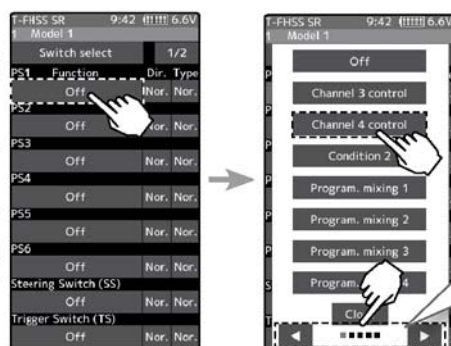 T-FHSS SR 9:42 6.6V
1 Model 1
Switch select 1/2
PS1 Function Dir. Type
Off Nor. Nor.
PS2
Off Nor. Nor.
PS3
Off Nor. Nor.
PS4
Off Nor. Nor.
PS5
Off Nor. Nor.
PS6
Off Nor. Nor.
Steering Switch (SS)
Off Nor. Nor.
Trigger Switch (TS)
Off Nor. Nor.
T-FHSS SR 9:42 6.6V
1 Model 1
Off
Channel 3 control
Channel 4 control
Condition 2
Program. mixing 1
Program. mixing 2
Program. mixing 3
Program. 4
Clo